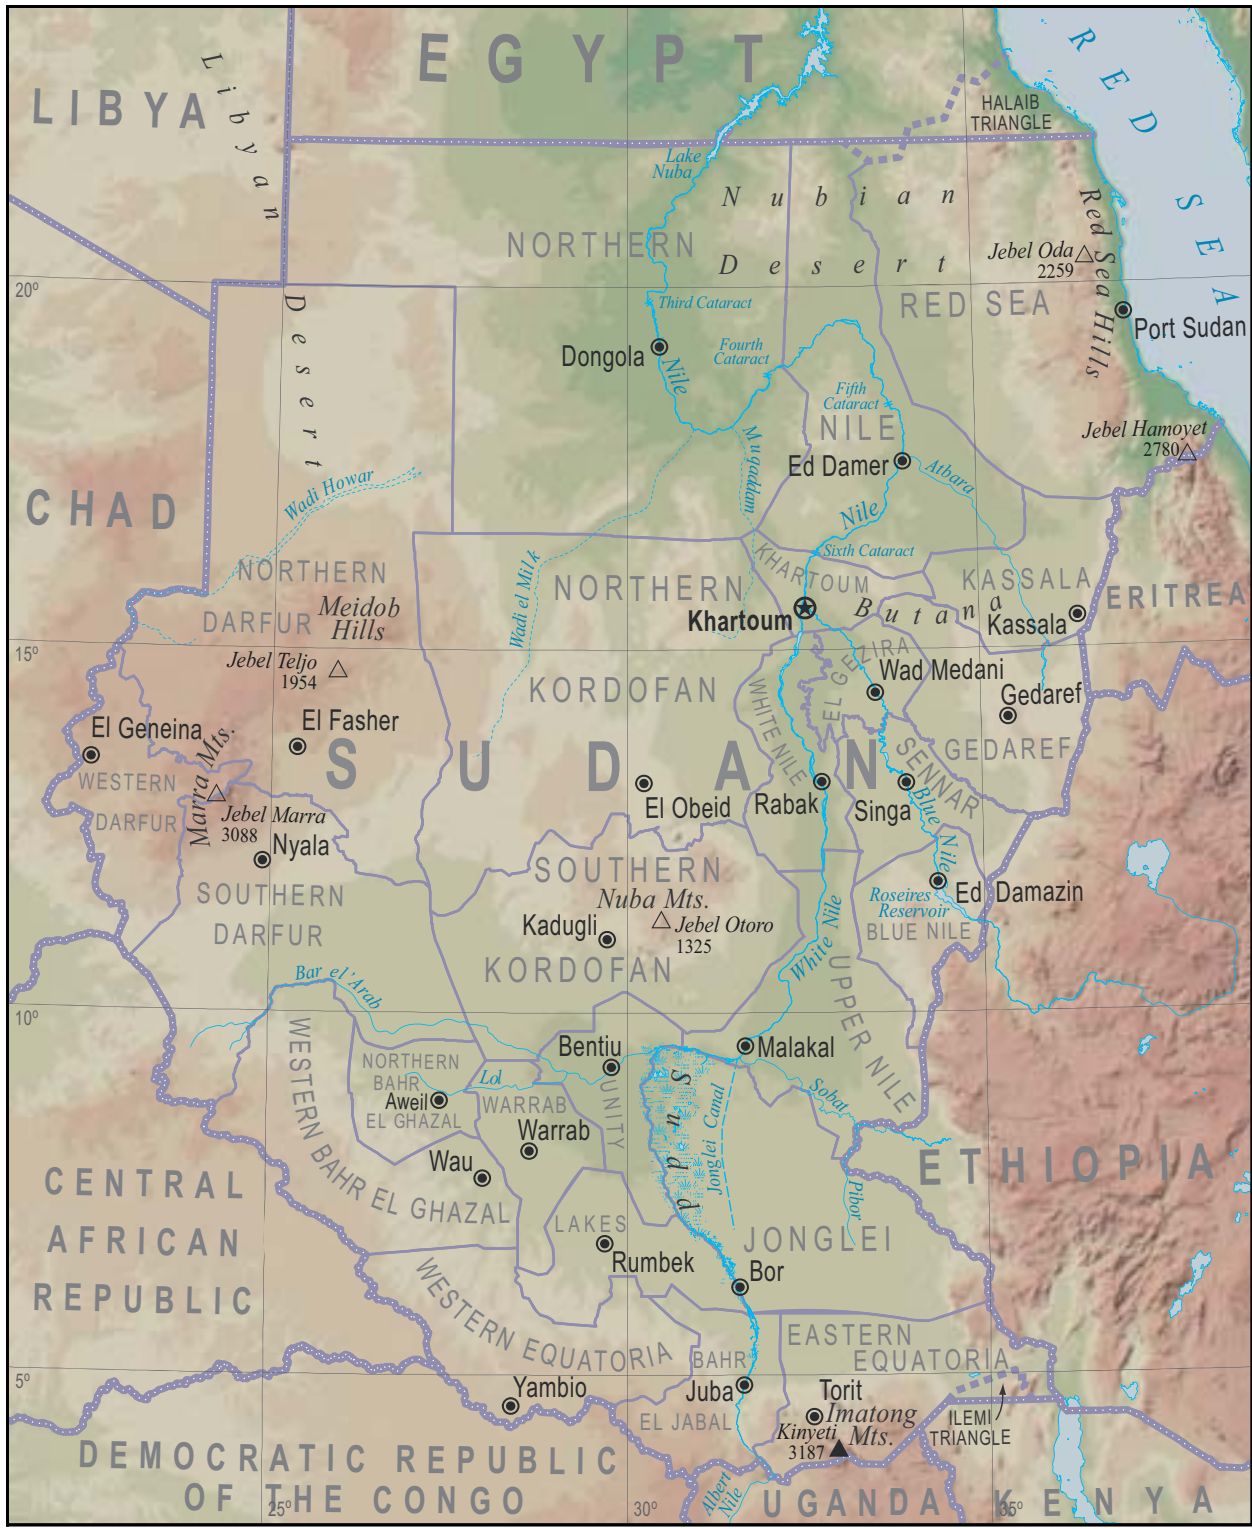 EGYPT
LIBYA
Libyan
Desert
RED SEA
HALAIB
TRIANGLE
Lake
Nuba
Nubian
Desert
Red Sea Hills
NORTHERN
Jebel Oda
2259
20°
RED SEA
Third Cataract
Port Sudan
Dongola
Nile
Fourth
Cataract
Fifth
Cataract
NILE
Jebel Hamoyet
2780
Muqaddam
Ed Damer
Atbara
Wadi Howar
CHAD
Nile
Sixth Cataract
Wadi el Milk
NORTHERN
DARFUR
Meidob
Hills
NORTHERN
KORDOFAN
KHARTOUM
KASSALA
ERITREA
Khartoum
Butana
Kassala
15°
Jebel Teljo
1954
EL GEZIRA
Wad Medani
WHITE NILE
Gedaref
GEDAREF
El Geneina
El Fasher
Marra Mts.
SUDAN
SENNAR
WESTERN
DARFUR
Jebel Marra
3088
El Obeid
Rabak
Singa
Blue Nile
Nyala
SOUTHERN
DARFUR
SOUTHERN
KORDOFAN
Nuba Mts.
Kadugli
Jebel Otoro
1325
Roseires
Reservoir
Ed Damazin
BLUE NILE
White Nile
UPPER NILE
Bar el'Arab
10°
WESTERN BAHR EL GHAZAL
NORTHERN
BAHR
EL GHAZAL
Aweil
Lol
Bentiu
UNITY
Malakal
Sudd
Jonglei Canal
Sobat
WARRAB
Warrab
Wau
Pibor
ETHIOPIA
CENTRAL
AFRICAN
REPUBLIC
LAKES
Rumbek
JONGLEI
Bor
WESTERN EQUATORIA
EASTERN
EQUATORIA
BAHR
EL JABAL
5°
Yambio
Juba
Torit
Imatong
Mts.
Kinyeti
3187
ILEMI
TRIANGLE
DEMOCRATIC REPUBLIC
OF THE CONGO
Albert
Nile
UGANDA
KENYA
25°
30°
35°